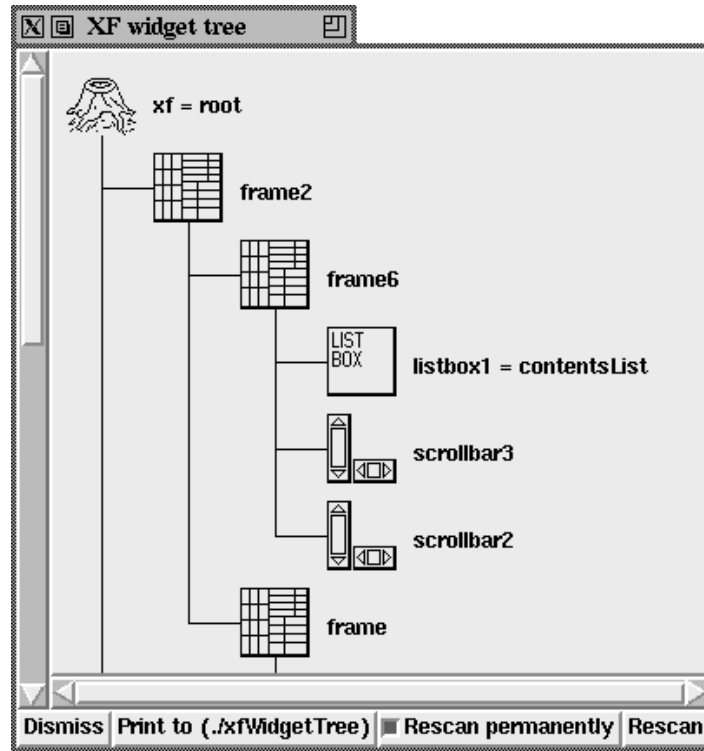 XF widget tree
xf = root
frame2
frame6
LIST
BOX
listbox1 = contentsList
scrollbar3
scrollbar2
frame
Dismiss Print to (./xfWidgetTree) Rescan permanently Rescan